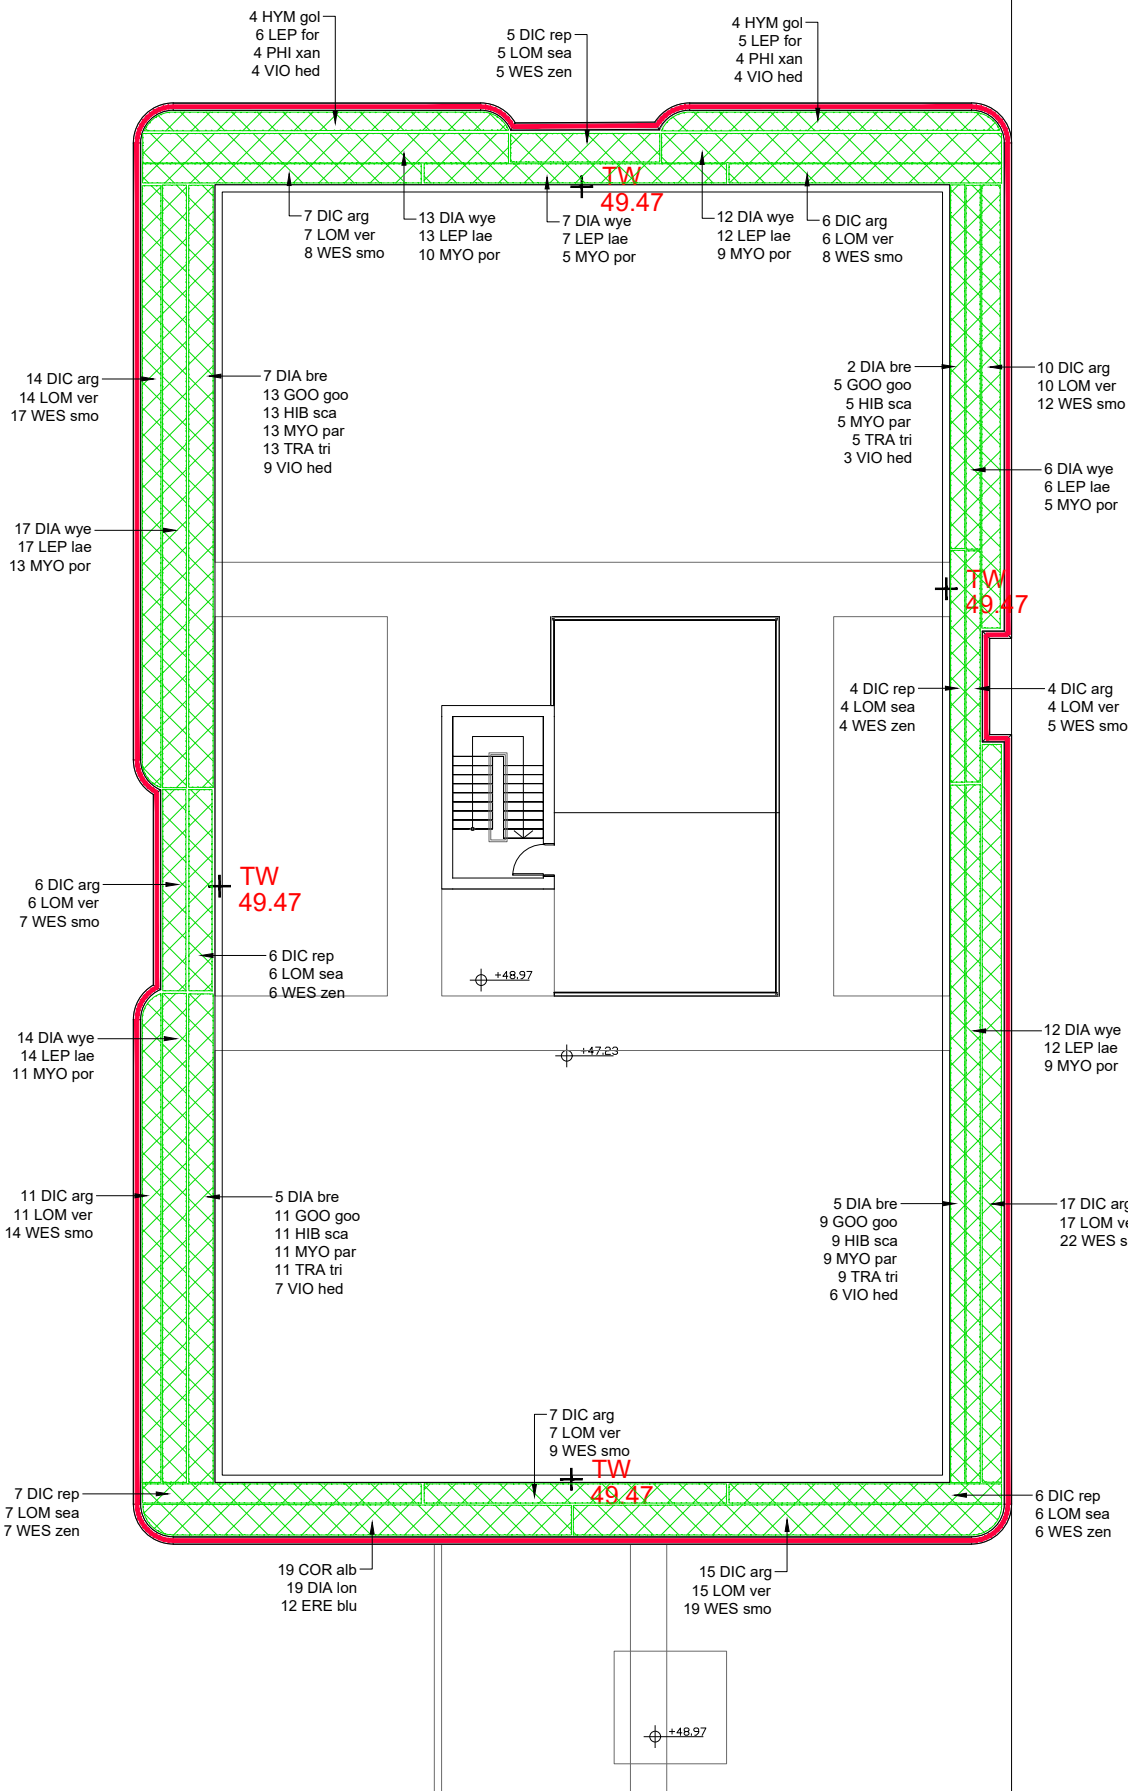 4 HYM gol
6 LEP for
4 PHI xan
4 VIO hed
5 DIC rep
5 LOM sea
5 WES zen
4 HYM gol
5 LEP for
4 PHI xan
4 VIO hed
TW
49.47
7 DIC arg
7 LOM ver
8 WES smo
13 DIA wye
13 LEP lae
10 MYO por
7 DIA wye
7 LEP lae
5 MYO por
12 DIA wye
12 LEP lae
9 MYO por
6 DIC arg
6 LOM ver
8 WES smo
14 DIC arg
14 LOM ver
17 WES smo
7 DIA bre
13 GOO goo
13 HIB sca
13 MYO par
13 TRA tri
9 VIO hed
2 DIA bre
5 GOO goo
5 HIB sca
5 MYO par
5 TRA tri
3 VIO hed
10 DIC arg
10 LOM ver
12 WES smo
17 DIA wye
17 LEP lae
13 MYO por
6 DIA wye
6 LEP lae
5 MYO por
TW
49.47
4 DIC rep
4 LOM sea
4 WES zen
4 DIC arg
4 LOM ver
5 WES smo
6 DIC arg
6 LOM ver
7 WES smo
TW
49.47
6 DIC rep
6 LOM sea
6 WES zen
+48.97
14 DIA wye
14 LEP lae
11 MYO por
+47.23
12 DIA wye
12 LEP lae
9 MYO por
11 DIC arg
11 LOM ver
14 WES smo
5 DIA bre
11 GOO goo
11 HIB sca
11 MYO par
11 TRA tri
7 VIO hed
5 DIA bre
9 GOO goo
9 HIB sca
9 MYO par
9 TRA tri
6 VIO hed
17 DIC arg
17 LOM ve
22 WES s
7 DIC arg
7 LOM ver
9 WES smo
TW
49.47
7 DIC rep
7 LOM sea
7 WES zen
6 DIC rep
6 LOM sea
6 WES zen
19 COR alb
19 DIA lon
12 ERE blu
15 DIC arg
15 LOM ver
19 WES smo
+48.97